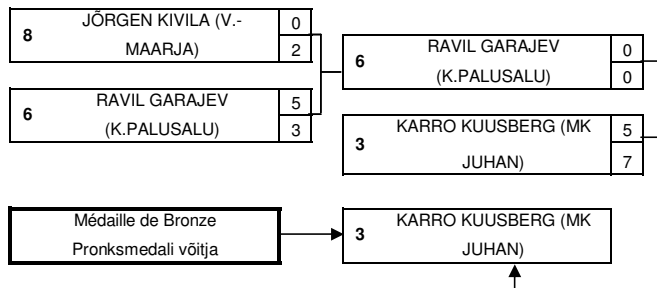 8
JÕRGEN KIVILA (V.-
MAARJA)
0
2
6
RAVIL GARAJEV
(K.PALUSALU)
5
3
6
RAVIL GARAJEV
(K.PALUSALU)
0
0
3
KARRO KUUSBERG (MK
JUHAN)
5
7
Médaille de Bronze
Pronksmedali võitja
3
KARRO KUUSBERG (MK
JUHAN)